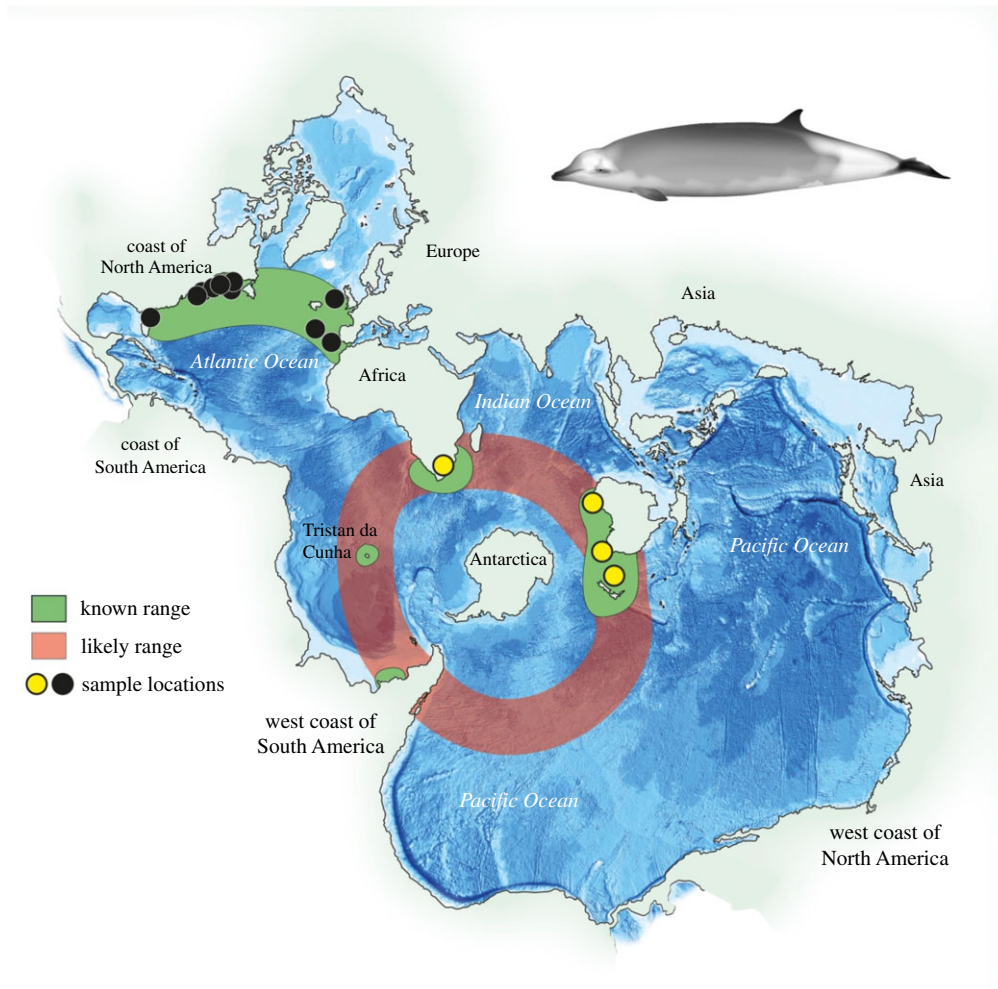 coast of
North America
Europe
Asia
Atlantic Ocean
Africa
Indian Ocean
coast of
South America
Asia
Tristan da
Cunha
Antarctica
Pacific Ocean
known range
likely range
sample locations
west coast of
South America
Pacific Ocean
west coast of
North America